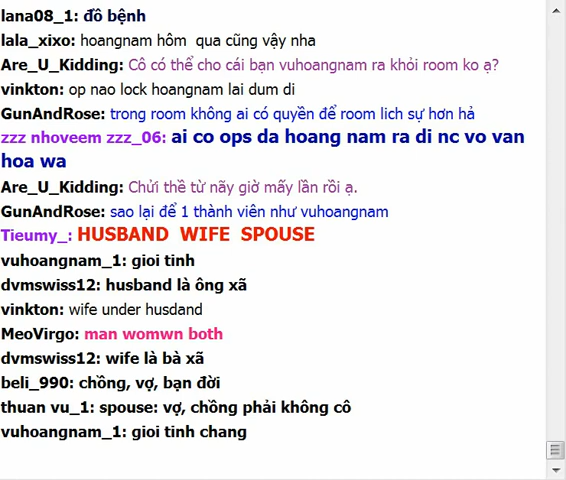 lana08_1: đồ bệnh
lala_xixo: hoangnam hôm qua cũng vậy nha
Are_U_Kidding: Cô có thể cho cái bạn vuhoangnam ra khỏi room ko ạ?
vinkton: op nao lock hoangnam lai dum di
GunAndRose: trong room không ai có quyền để room lich sự hơn hả
zzz nhoveem zzz_06: ai co ops da hoang nam ra di nc vo van
hoa wa
Are_U_Kidding: Chửi thề từ nãy giờ mấy lần rồi ạ.
GunAndRose: sao lại để 1 thành viên như vuhoangnam
Tieumy_: HUSBAND WIFE SPOUSE
vuhoangnam_1: gioi tinh
dvmswiss12: husband là ông xã
vinkton: wife under husdand
MeoVirgo: man womwn both
dvmswiss12: wife là bà xã
beli_990: chồng, vợ, bạn đời
thuan vu_1: spouse: vợ, chồng phải không cô
vuhoangnam_1: gioi tinh chang